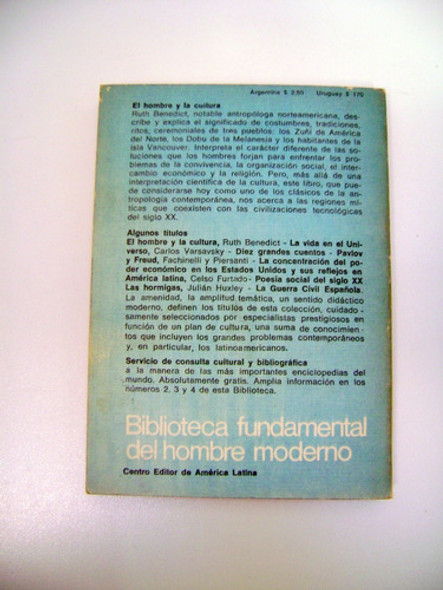 Argentina $ 2.50 Uruguay $ 170
El hombre y la cultura
Ruth Benedict, notable antropóloga norteamericana, des-
cribe y explica el significado de costumbres, tradiciones,
ritos, ceremoniales de tres pueblos: los Zuñi de América
del Norte, los Dobu de la Melanesia y los habitantes de la
isla Vancouver. Interpreta el carácter diferente de las so-
luciones que los hombres forjan para enfrentar los pro-
blemas de la convivencia, la organización social, el inter-
cambio económico y la religión. Pero, más allá de una
interpretación científica de la cultura, este libro, que pue-
de considerarse hoy como uno de los clásicos de la an-
tropología contemporánea, nos acerca a las regiones mí-
ticas que coexisten con las civilizaciones tecnológicas
del siglo XX.
Algunos títulos
El hombre y la cultura, Ruth Benedict - La vida en el Uni-
verso, Carlos Varsavsky - Diez grandes cuentos - Pavlov
y Freud, Fachinelli y Piersanti - La concentración del po-
der económico en los Estados Unidos y sus reflejos en
América latina, Celso Furtado - Poesía social del siglo XX
Las hormigas, Julián Huxley - La Guerra Civil Española.
La amenidad, la amplitud temática, un sentido didáctico
moderno, definen los títulos de esta colección, cuidado-
samente seleccionados por especialistas prestigiosos en
función de un plan de cultura, una suma de conocimien-
tos que incluyen los grandes problemas contemporáneos
y, en particular, los latinoamericanos.
Servicio de consulta cultural y bibliográfica
a la manera de las más importantes enciclopedias del
mundo. Absolutamente gratis. Amplia información en los
números 2, 3 y 4 de esta Biblioteca.
Biblioteca fundamental
del hombre moderno
Centro Editor de América Latina